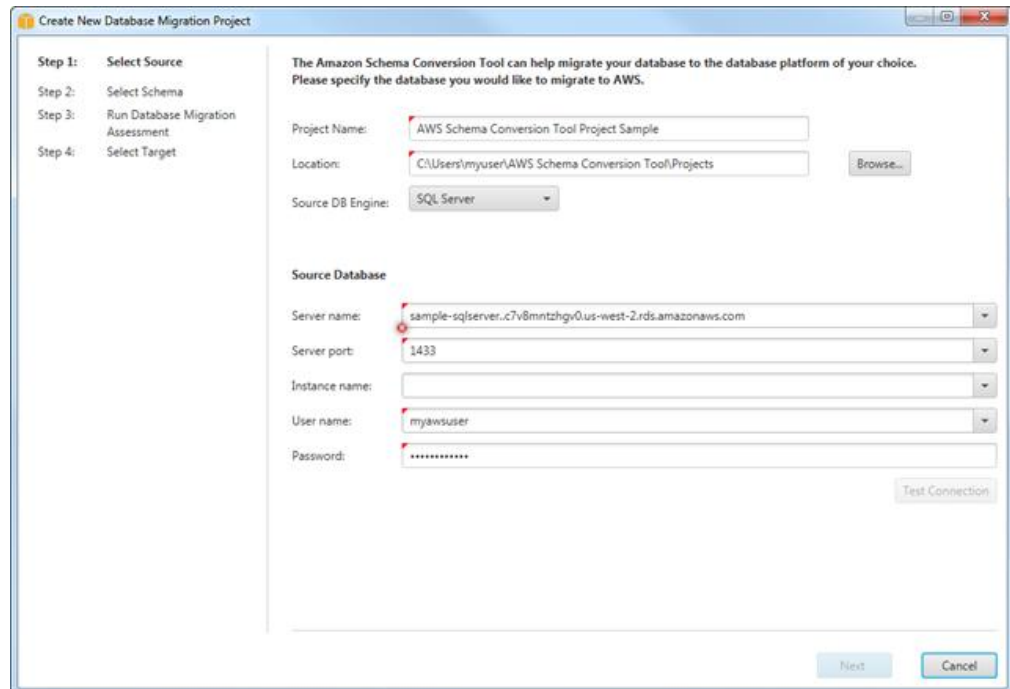 Create New Database Migration Project
Step 1: Select Source
Step 2: Select Schema
Step 3: Run Database Migration
Assessment
Step 4: Select Target
The Amazon Schema Conversion Tool can help migrate your database to the database platform of your choice.
Please specify the database you would like to migrate to AWS.
Project Name: AWS Schema Conversion Tool Project Sample
Location: C:\Users\myuser\AWS Schema Conversion Tool\Projects Browse...
Source DB Engine: SQL Server
Source Database
Server name: sample-sqlserver..c7v8mntzhgv0.us-west-2.rds.amazonaws.com
Server port: 1433
Instance name:
User name: myawsuser
Password: ••••••••••••
Test Connection
Next Cancel